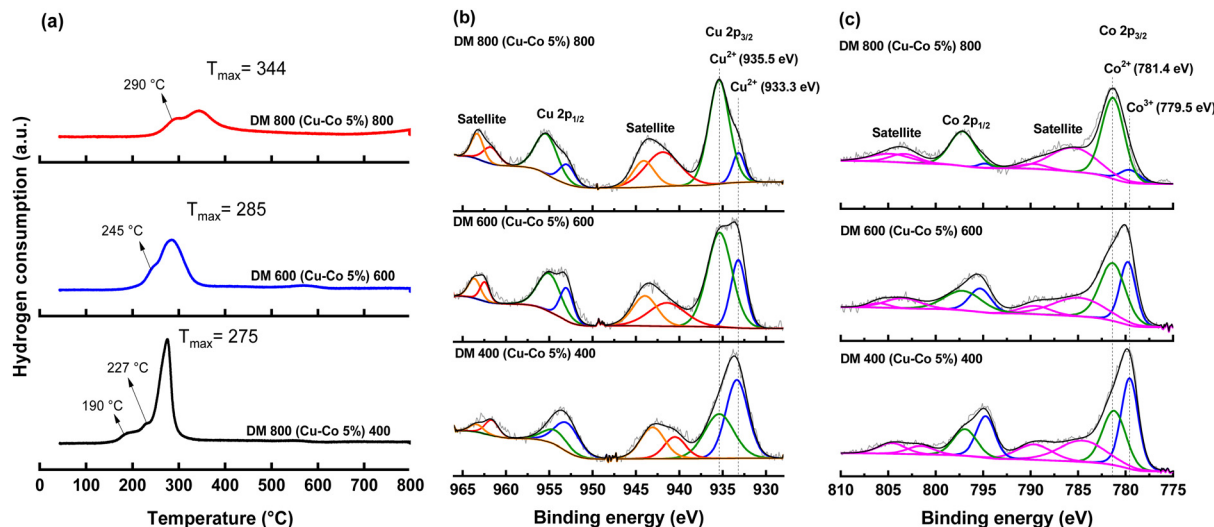 (a)
Hydrogen consumption (a.u.)
290 °C
Tmax= 344
DM 800 (Cu-Co 5%) 800
Tmax= 285
245 °C
DM 600 (Cu-Co 5%) 600
Tmax= 275
227 °C
190 °C
DM 800 (Cu-Co 5%) 400
0 100 200 300 400 500 600 700 800
Temperature (°C)
(b)
DM 800 (Cu-Co 5%) 800
Cu 2p3/2
Cu2+ (935.5 eV)
Cu2+ (933.3 eV)
Satellite
Cu 2p1/2
Satellite
DM 600 (Cu-Co 5%) 600
DM 400 (Cu-Co 5%) 400
965 960 955 950 945 940 935 930
Binding energy (eV)
(c)
DM 800 (Cu-Co 5%) 800
Co 2p3/2
Co2+ (781.4 eV)
Co3+ (779.5 eV)
Satellite
Co 2p1/2
Satellite
DM 600 (Cu-Co 5%) 600
DM 400 (Cu-Co 5%) 400
810 805 800 795 790 785 780 775
Binding energy (eV)